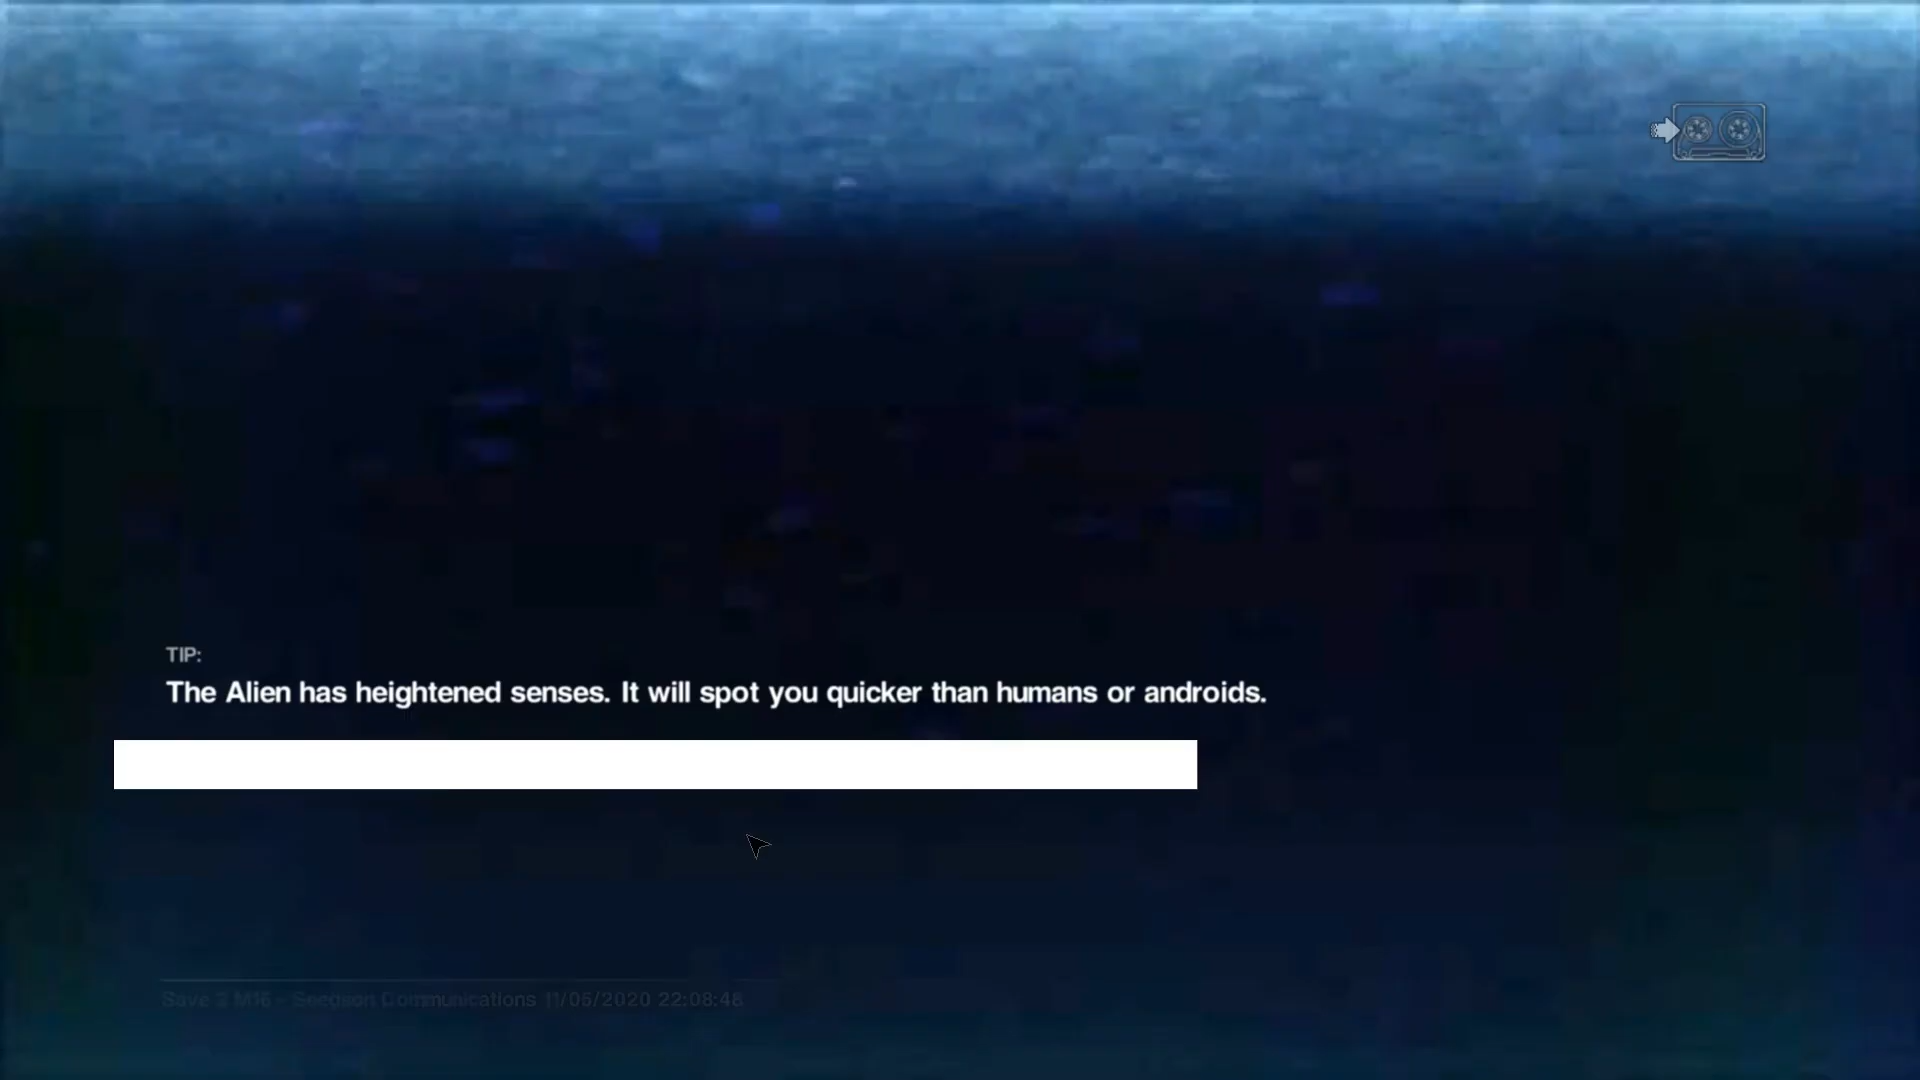 TIP:
The Alien has heightened senses. It will spot you quicker than humans or androids.
Save 2 M16 - Seegson Communications 11/05/2020 22:08:48